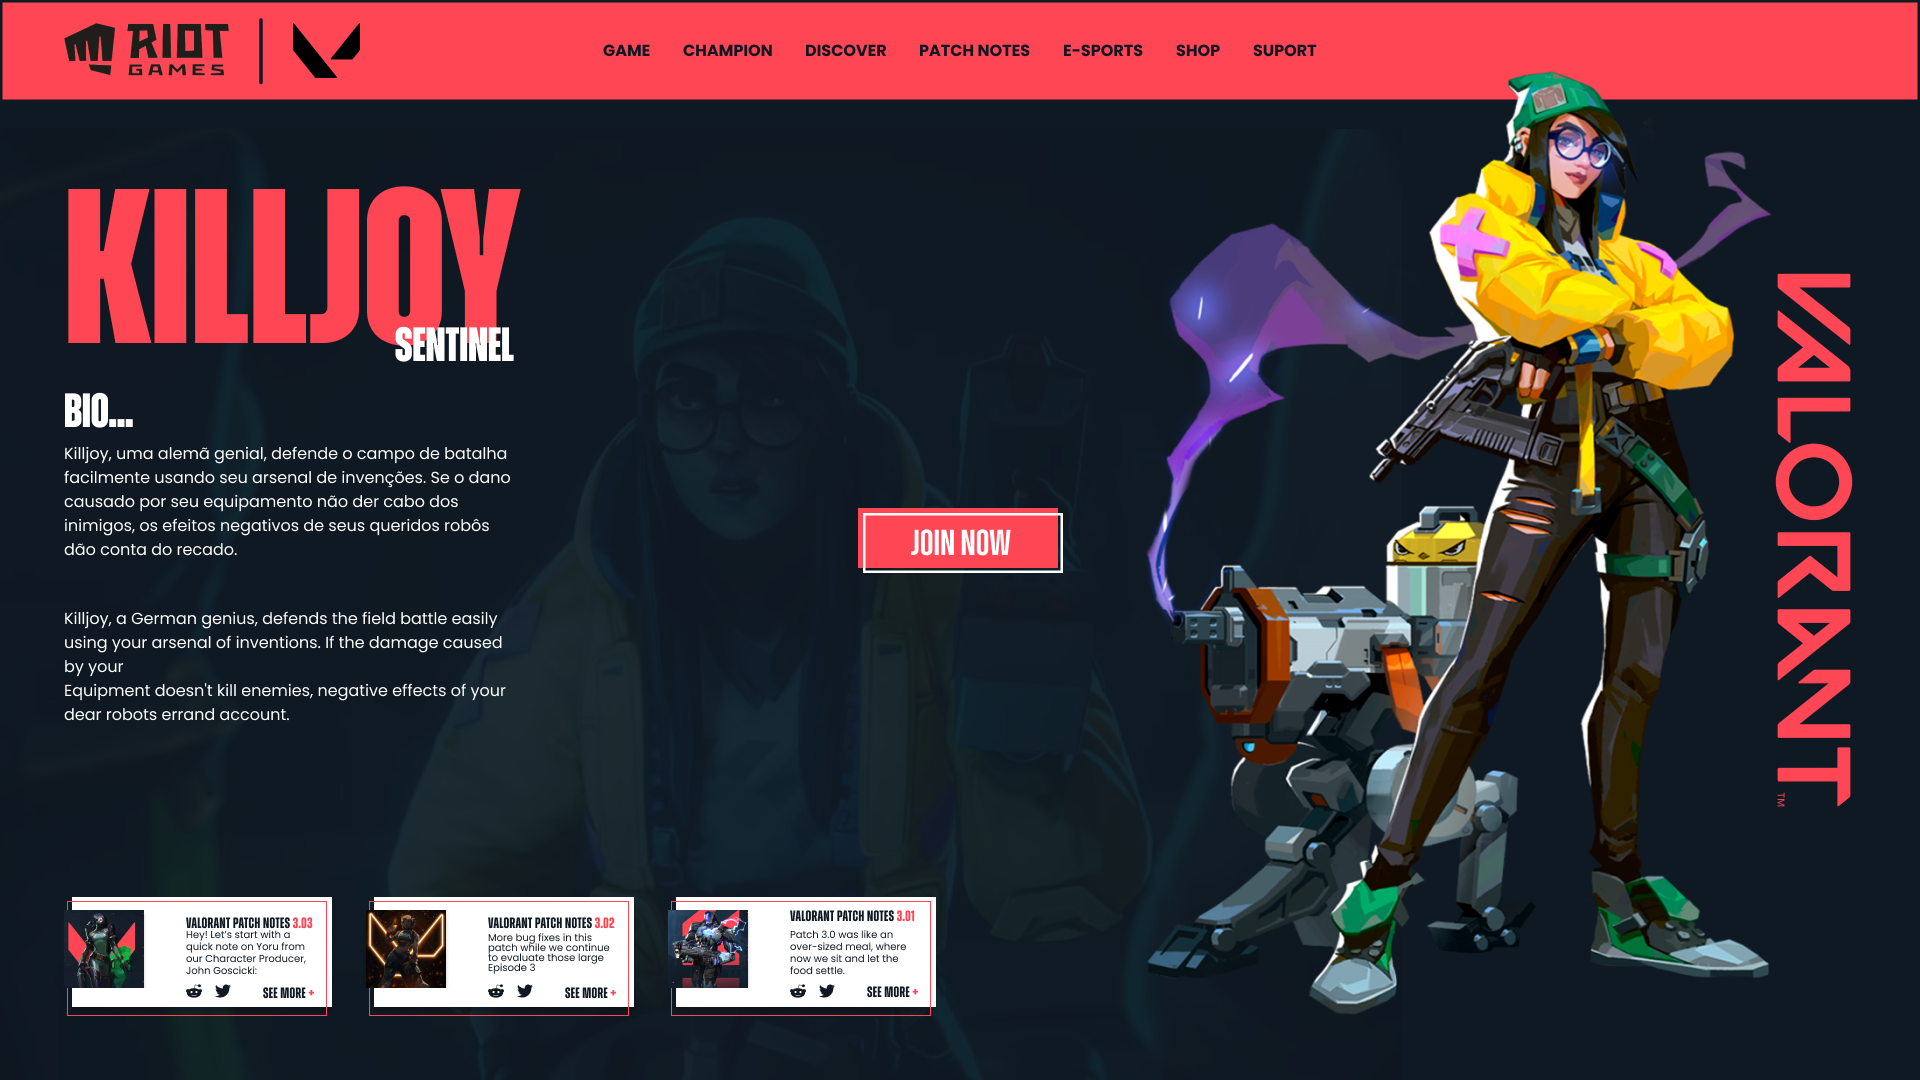 RIOT
GAMES
GAME CHAMPION DISCOVER PATCH NOTES E-SPORTS SHOP SUPORT
KILLJOY
SENTINEL
BIO...
Killjoy, uma alemã genial, defende o campo de batalha
facilmente usando seu arsenal de invenções. Se o dano
causado por seu equipamento não der cabo dos
inimigos, os efeitos negativos de seus queridos robôs
dão conta do recado.
Killjoy, a German genius, defends the field battle easily
using your arsenal of inventions. If the damage caused
by your
Equipment doesn't kill enemies, negative effects of your
dear robots errand account.
JOIN NOW
VALORANT™
VALORANT PATCH NOTES 3.03
Hey! Let's start with a
quick note on Yoru from
our Character Producer,
John Goscicki:
SEE MORE +
VALORANT PATCH NOTES 3.02
More bug fixes in this
patch while we continue
to evaluate those large
Episode 3
SEE MORE +
VALORANT PATCH NOTES 3.01
Patch 3.0 was like an
over-sized meal, where
now we sit and let the
food settle.
SEE MORE +